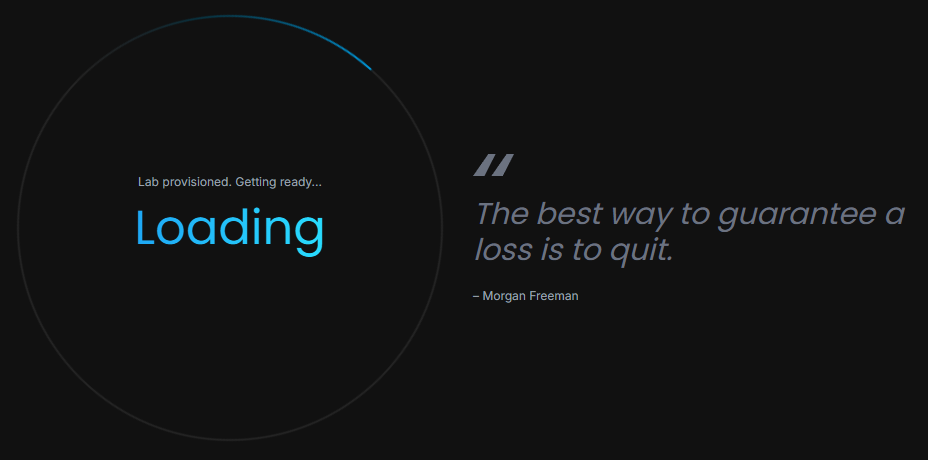 Lab provisioned. Getting ready...
Loading
"
The best way to guarantee a
loss is to quit.
– Morgan Freeman